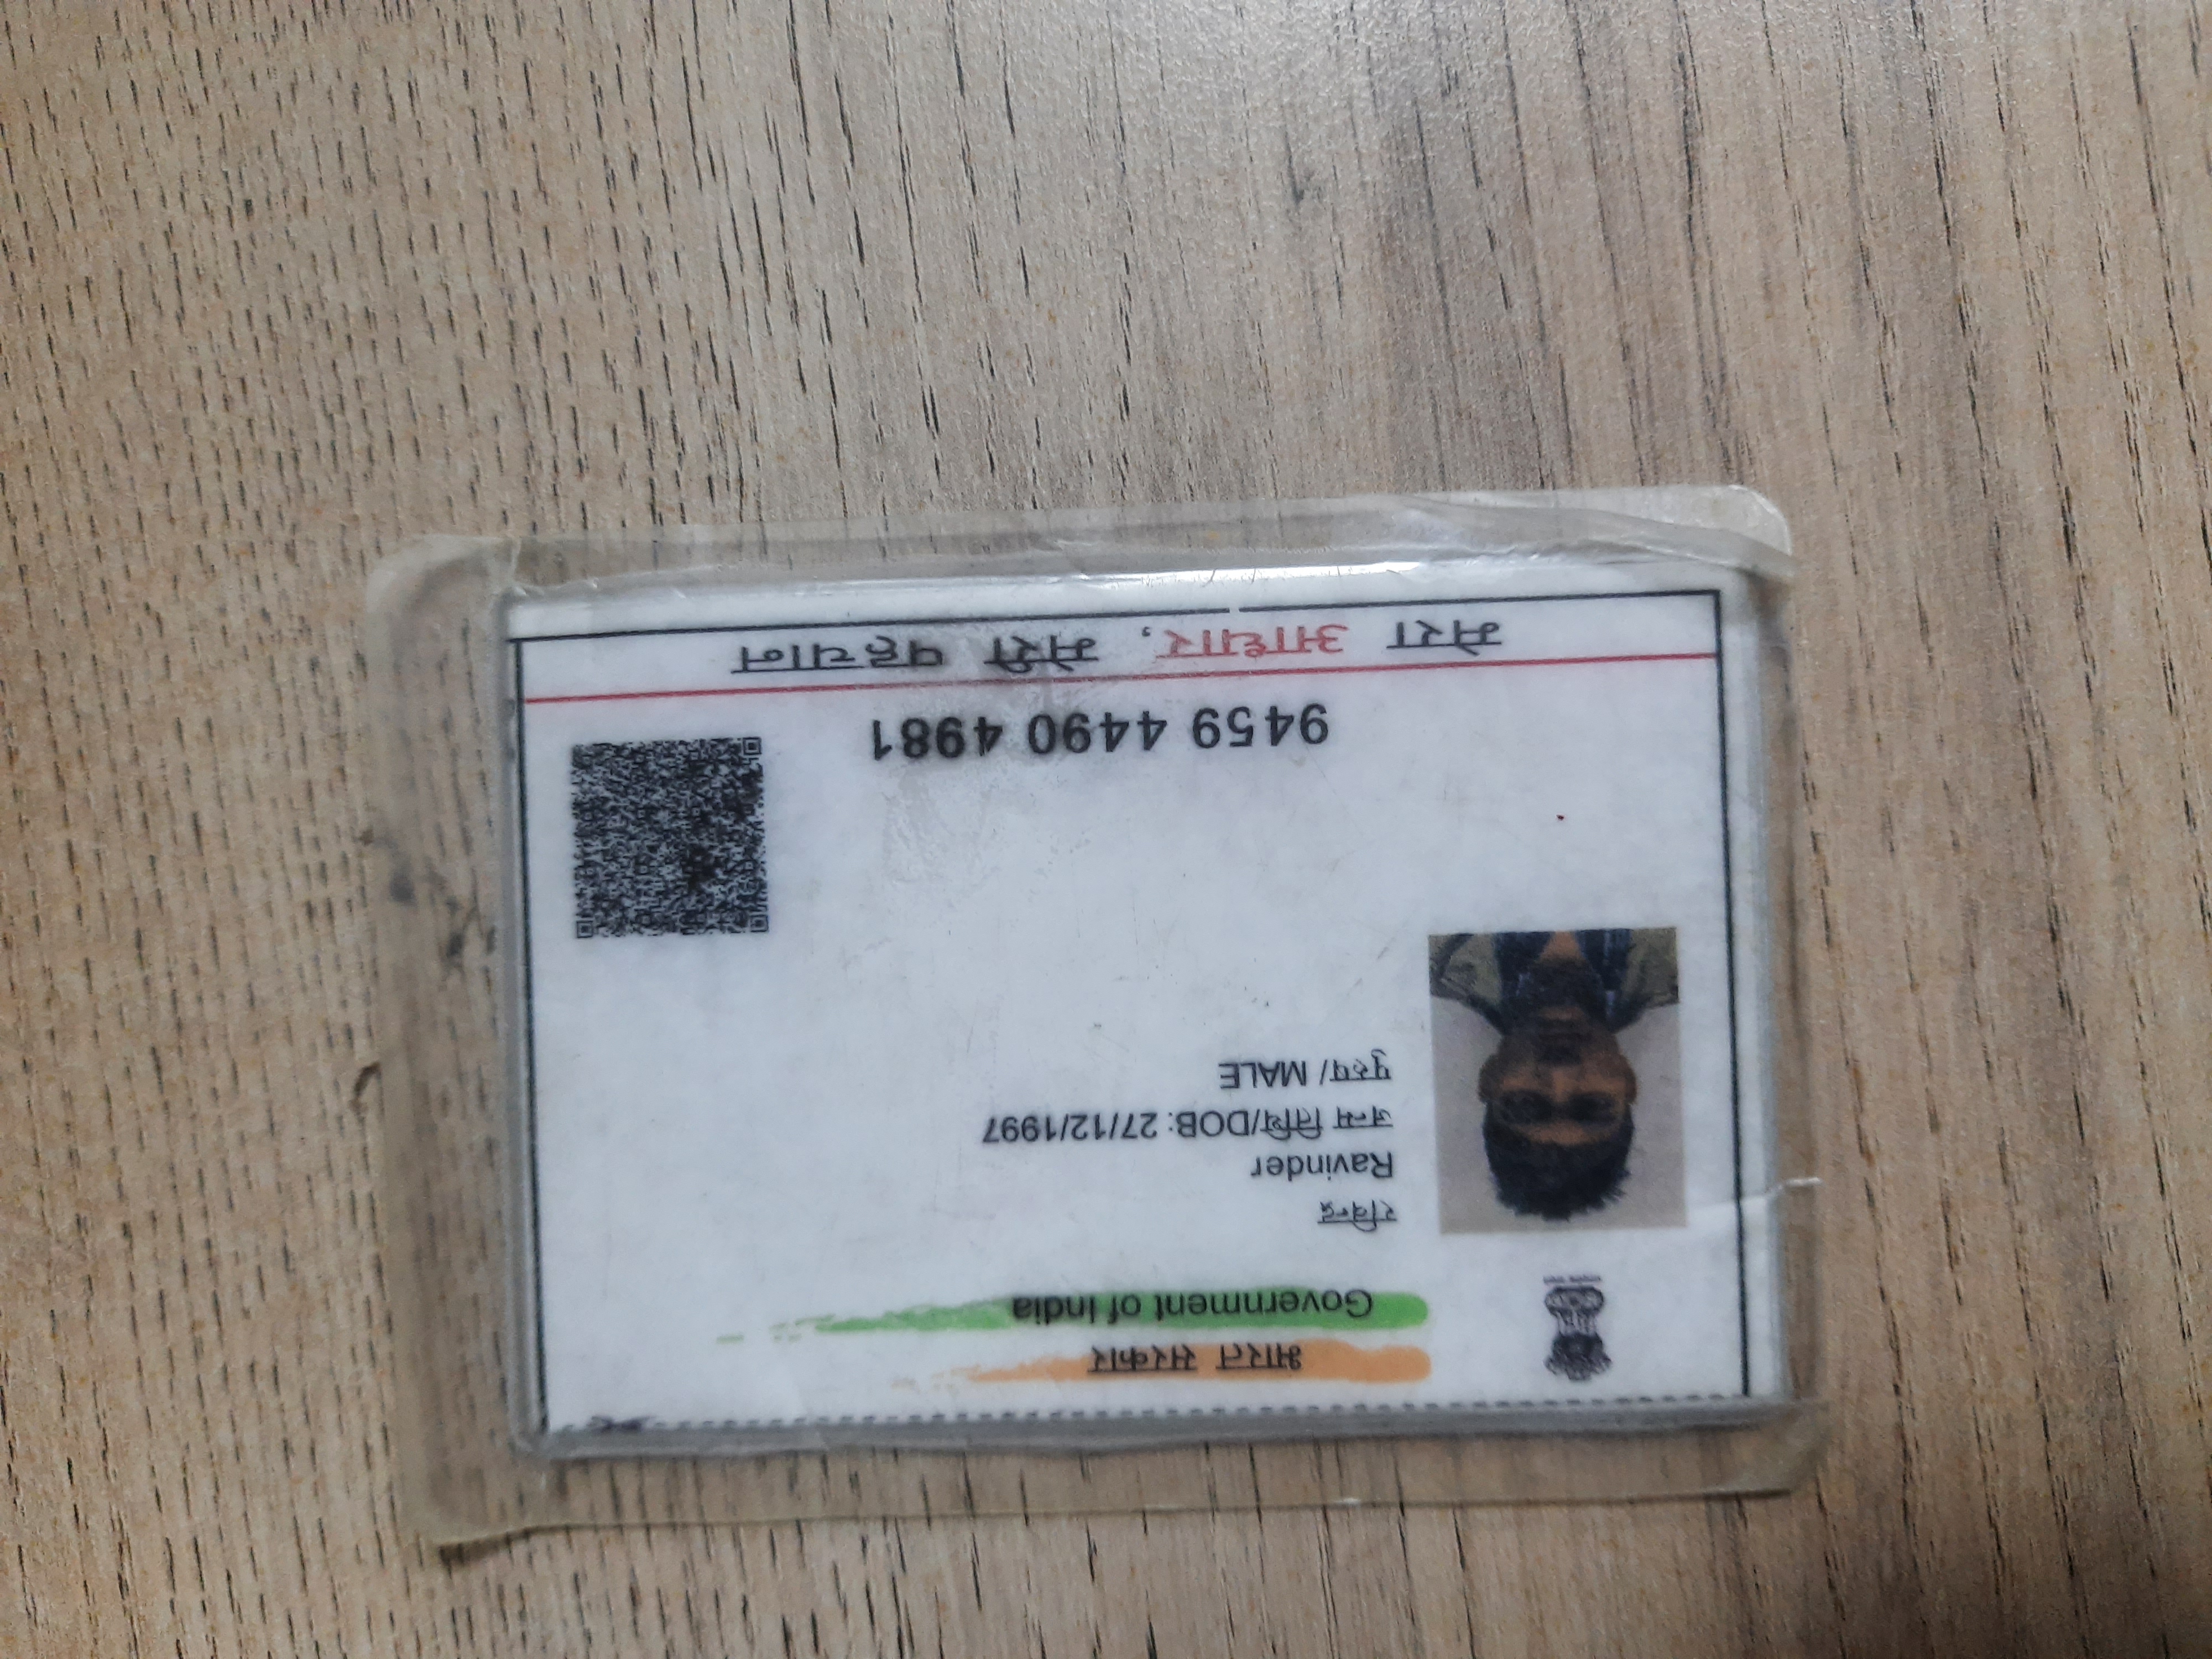 भारत सरकार
Government of India
रविन्द्र
Ravinder
जन्म तिथि/DOB: 27/12/1997
पुरुष/ MALE
9459 4490 4981
मेरा आधार, मेरी पहचान